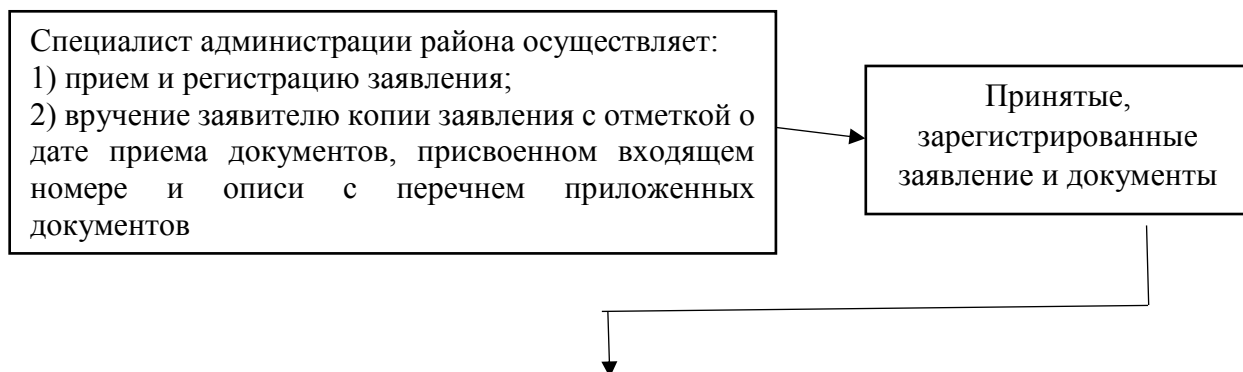 Специалист администрации района осуществляет:
1) прием и регистрацию заявления;
2) вручение заявителю копии заявления с отметкой о
дате приема документов, присвоенном входящем
номере и описи с перечнем приложенных
документов
Принятые,
зарегистрированные
заявление и документы